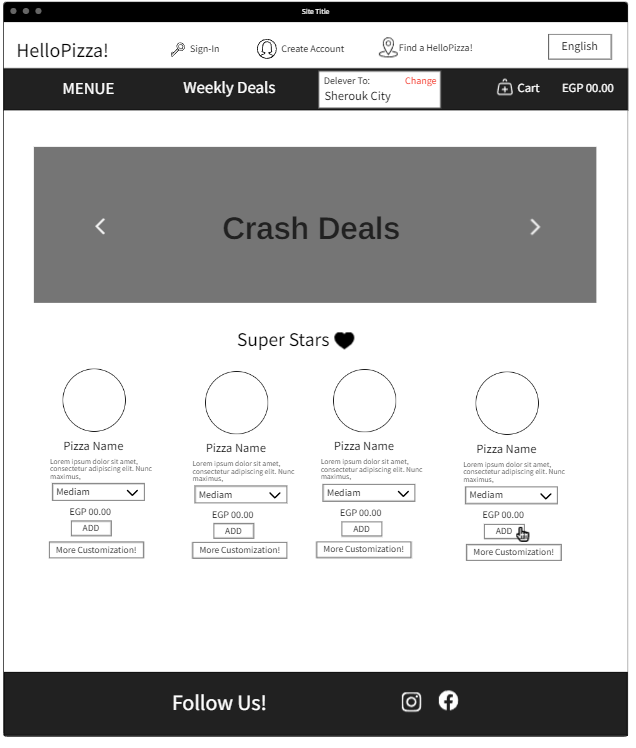 Site Title
HelloPizza!
Sign-In
Create Account
Find a HelloPizza!
English
MENUE
Weekly Deals
Delever To:
Change
Sherouk City
Cart
EGP 00.00
Crash Deals
Super Stars
Pizza Name
Lorem ipsum dolor sit amet,
consectetur adipiscing elit. Nunc
maximus,
Mediam
EGP 00.00
ADD
More Customization!
Pizza Name
Lorem ipsum dolor sit amet,
consectetur adipiscing elit. Nunc
maximus,
Mediam
EGP 00.00
ADD
More Customization!
Pizza Name
Lorem ipsum dolor sit amet,
consectetur adipiscing elit. Nunc
maximus,
Mediam
EGP 00.00
ADD
More Customization!
Pizza Name
Lorem ipsum dolor sit amet,
consectetur adipiscing elit. Nunc
maximus,
Mediam
EGP 00.00
ADD
More Customization!
Follow Us!